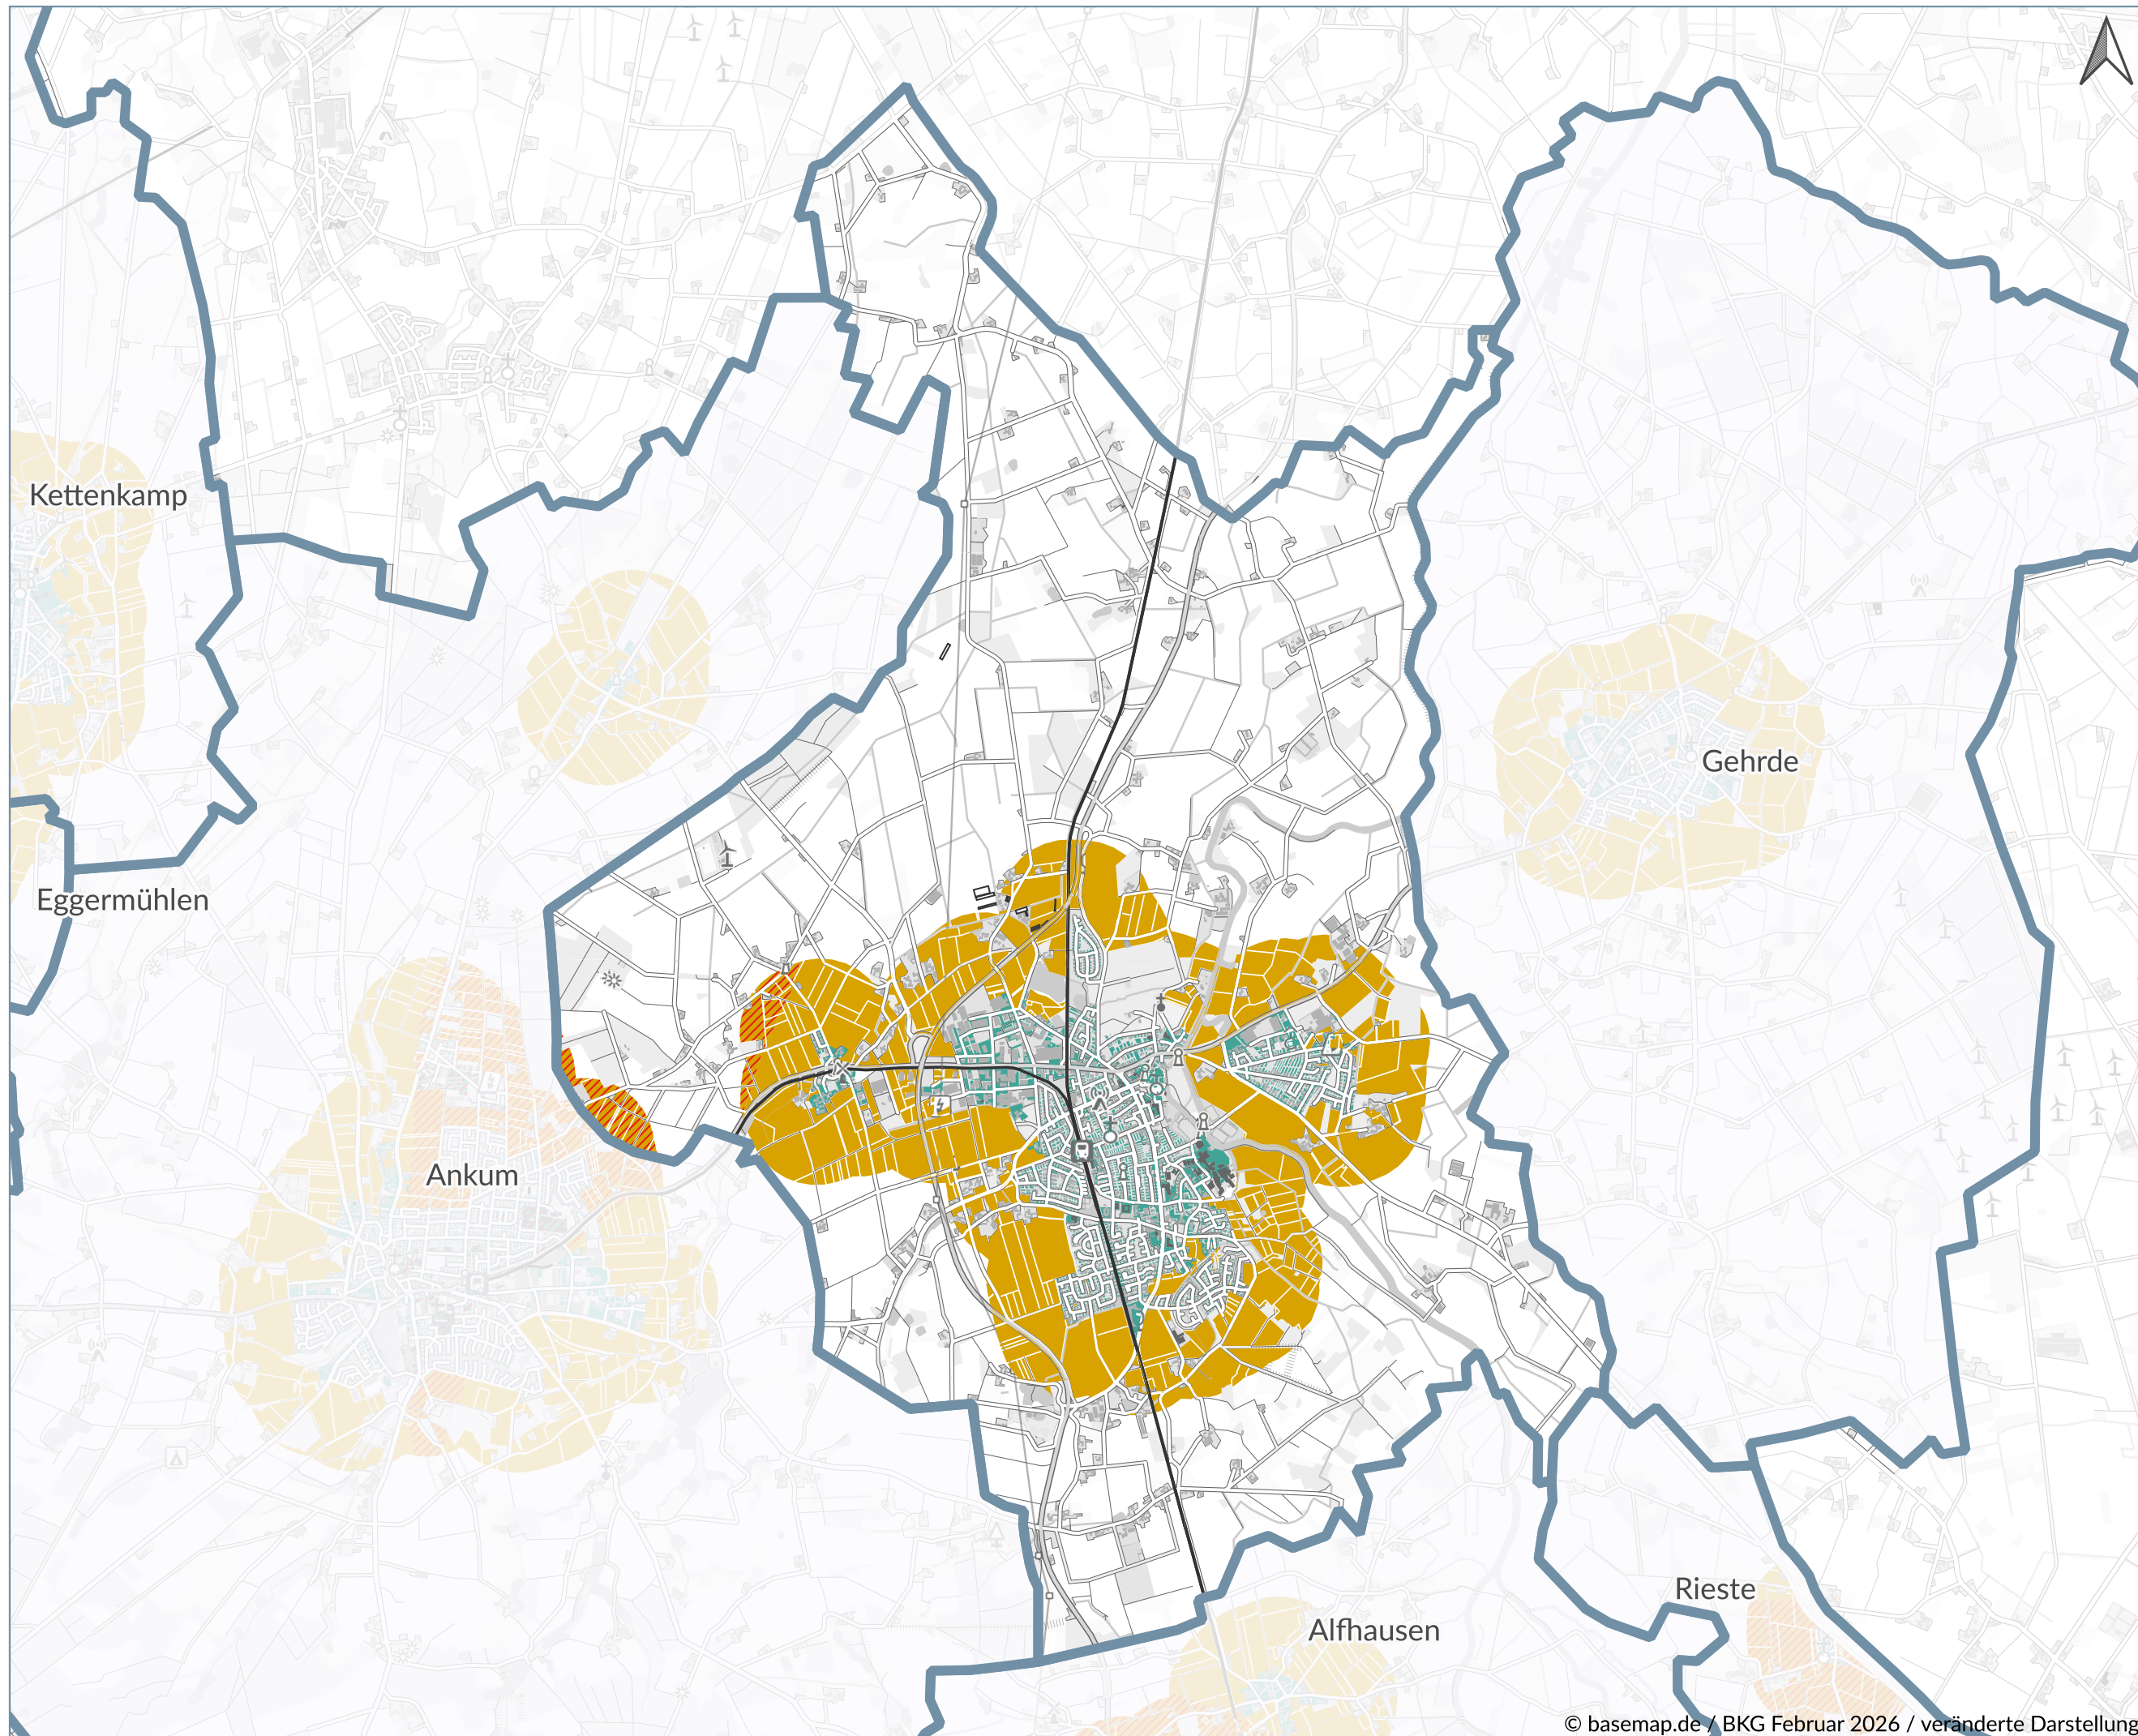 Kettenkamp
Gehrde
Eggermühlen
Ankum
Rieste
Alfhausen
© basemap.de / BKG Februar 2026 / veränderte Darstellung